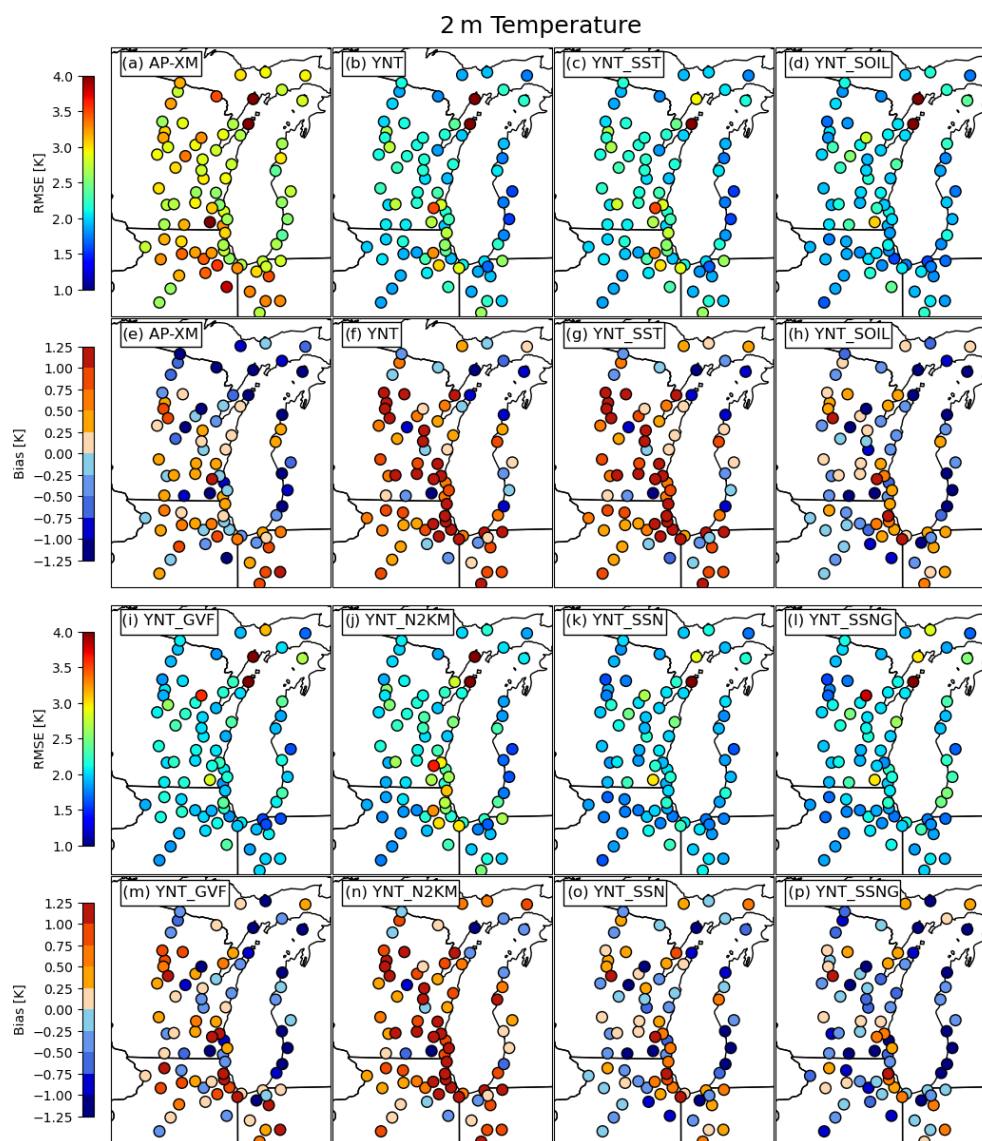 2 m Temperature
(a) AP-XM
(b) YNT
(c) YNT_SST
(d) YNT_SOIL
4.0
3.5
3.0
2.5
2.0
1.5
1.0
RMSE [K]
(e) AP-XM
(f) YNT
(g) YNT_SST
(h) YNT_SOIL
1.25
1.00
0.75
0.50
0.25
0.00
−0.25
−0.50
−0.75
−1.00
−1.25
Bias [K]
(i) YNT_GVF
(j) YNT_N2KM
(k) YNT_SSN
(l) YNT_SSNG
4.0
3.5
3.0
2.5
2.0
1.5
1.0
RMSE [K]
(m) YNT_GVF
(n) YNT_N2KM
(o) YNT_SSN
(p) YNT_SSNG
1.25
1.00
0.75
0.50
0.25
0.00
−0.25
−0.50
−0.75
−1.00
−1.25
Bias [K]